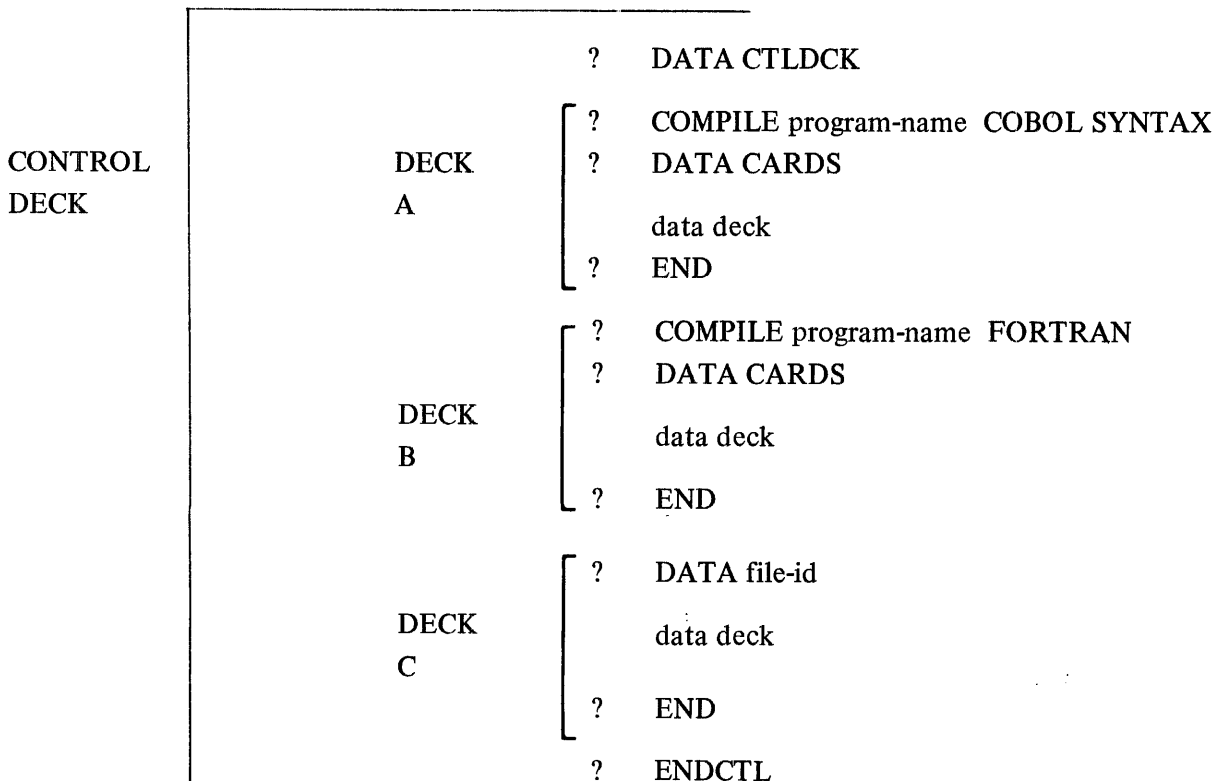 ? DATA CTLDCK
? COMPILE program-name COBOL SYNTAX
CONTROL DECK ? DATA CARDS
DECK A
data deck
? END
? COMPILE program-name FORTRAN
? DATA CARDS
DECK
data deck
B
? END
? DATA file-id
DECK
data deck
C
? END
? ENDCTL